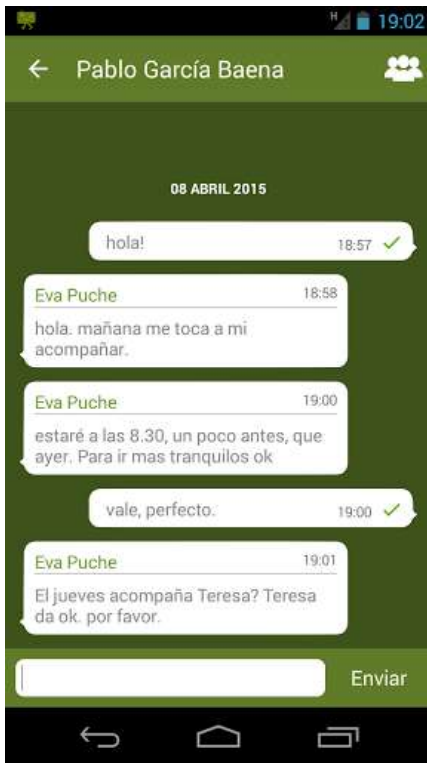 H 19:02
Pablo García Baena
08 ABRIL 2015
hola! 18:57
Eva Puche 18:58
hola. mañana me toca a mi
acompañar.
Eva Puche 19:00
estaré a las 8.30, un poco antes, que
ayer. Para ir mas tranquilos ok
vale, perfecto. 19:00
Eva Puche 19:01
El jueves acompaña Teresa? Teresa
da ok. por favor.
Enviar